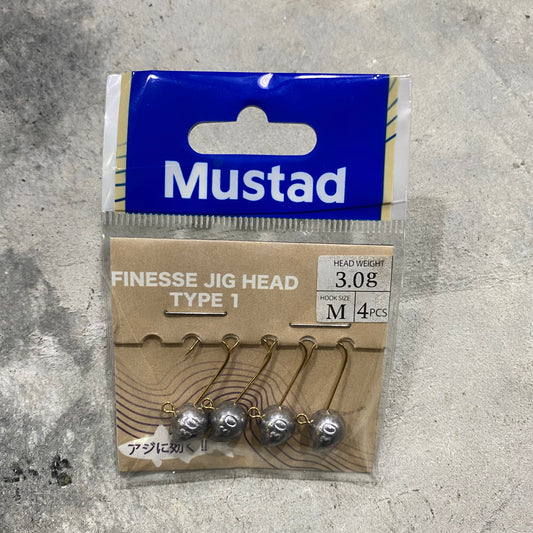 Mustad
FINESSE JIG HEAD
TYPE 1
HEAD WEIGHT
3.0g
HOOK SIZE
M 4PCS
アジに効く!!